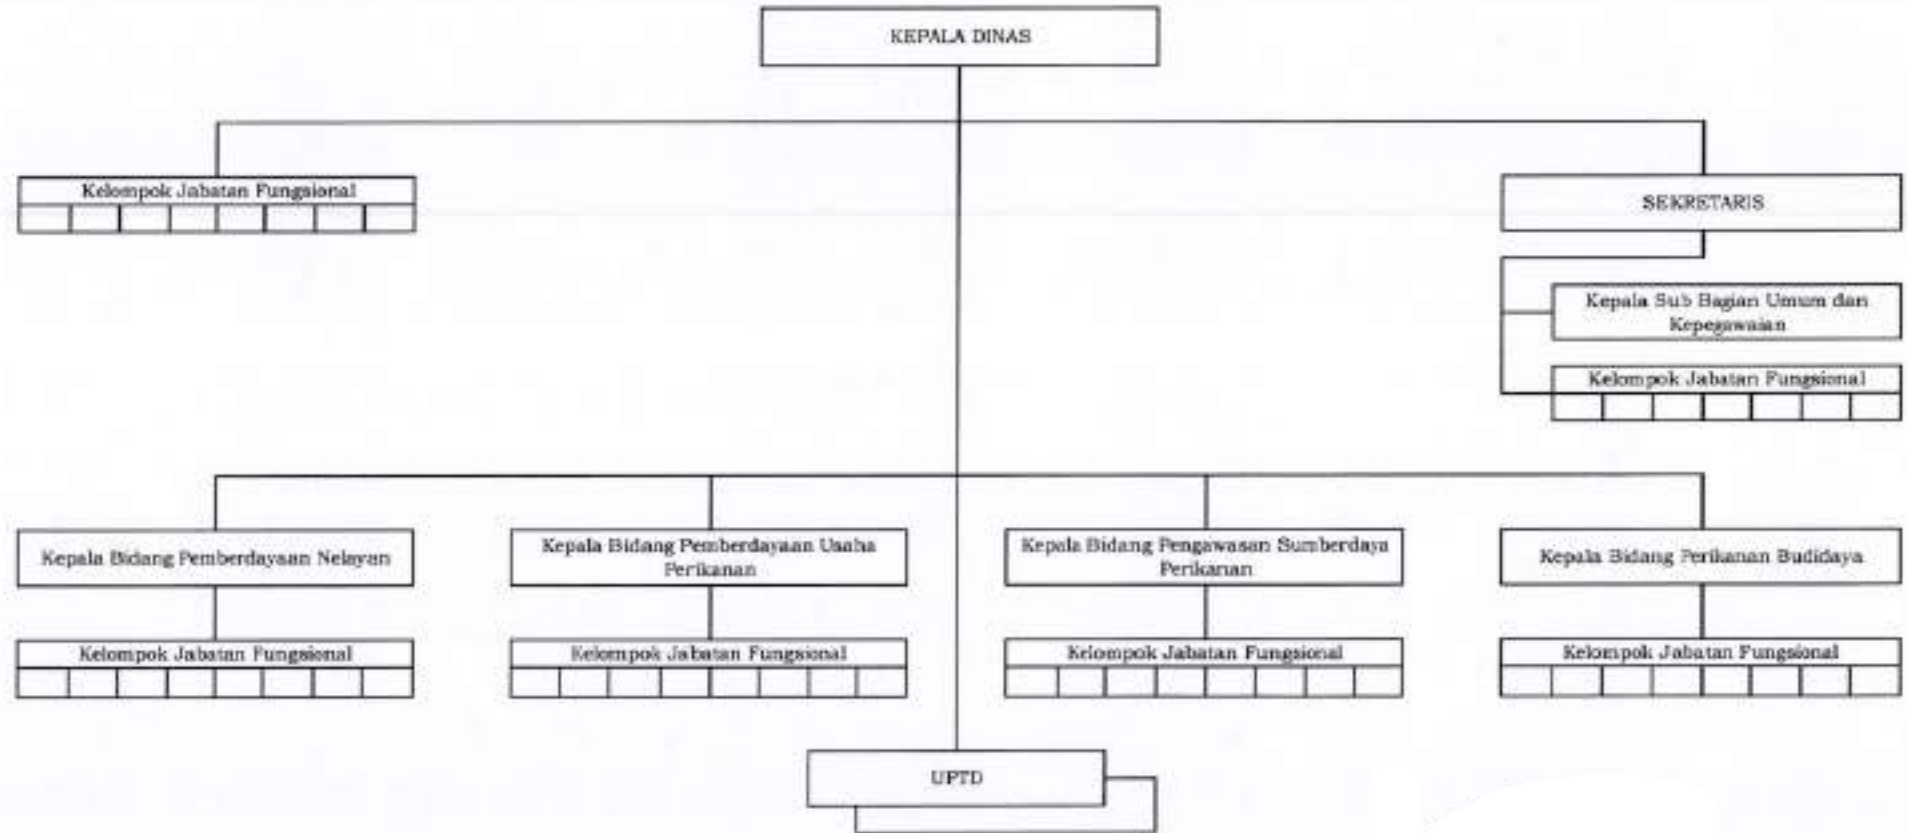 KEPALA DINAS
Kelompok Jabatan Fungsional
SEKRETARIS
Kepala Sub Bagian Umum dan
Kepegawaian
Kelompok Jabatan Fungsional
Kepala Bidang Pemberdayaan Nelayan
Kepala Bidang Pemberdayaan Usaha
Perikanan
Kepala Bidang Pengawasan Sumberdaya
Perikanan
Kepala Bidang Perikanan Budidaya
Kelompok Jabatan Fungsional
Kelompok Jabatan Fungsional
Kelompok Jabatan Fungsional
Kelompok Jabatan Fungsional
UPTD